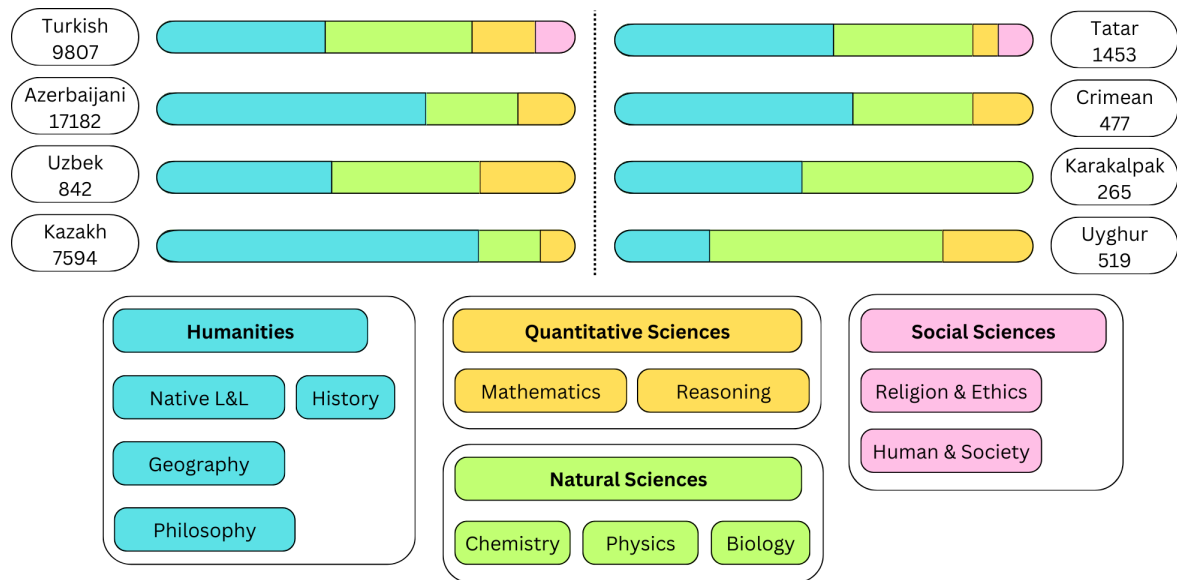 Turkish
9807
Azerbaijani
17182
Uzbek
842
Kazakh
7594
Tatar
1453
Crimean
477
Karakalpak
265
Uyghur
519
Humanities
Native L&L
History
Geography
Philosophy
Quantitative Sciences
Mathematics
Reasoning
Natural Sciences
Chemistry
Physics
Biology
Social Sciences
Religion & Ethics
Human & Society